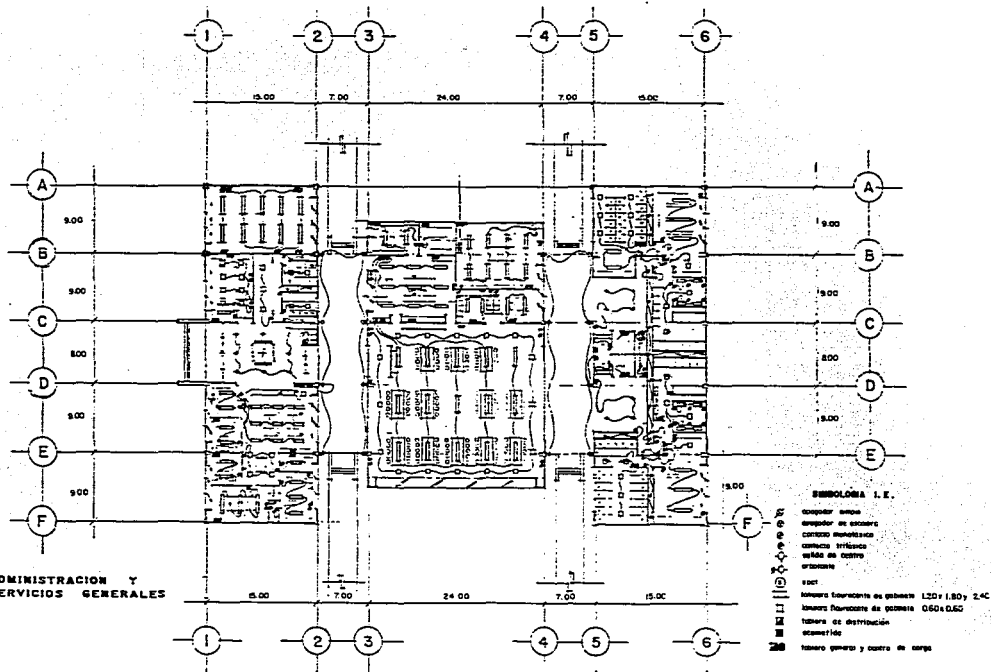 1 2 3 4 5 6
15.00 7.00 24.00 7.00 15.00
A A
9.00 9.00
B B
9.00 9.00
C C
8.00 8.00
D D
9.00 9.00
E E
9.00 9.00
F F
ADMINISTRACION Y
SERVICIOS GENERALES
15.00 7.00 24.00 7.00 15.00
1 2 3 4 5 6
SIMBOLOGIA I. E.
apagador
apagador de escalera
contacto monofásico
contacto trifásico
salida de centro
arbotante
lámpara fluorescente de gabinete 1.20 x 1.80 y 2.40
lámpara fluorescente de gabinete 0.60 x 0.60
tablero de distribución
acometida
tablero general y centro de carga